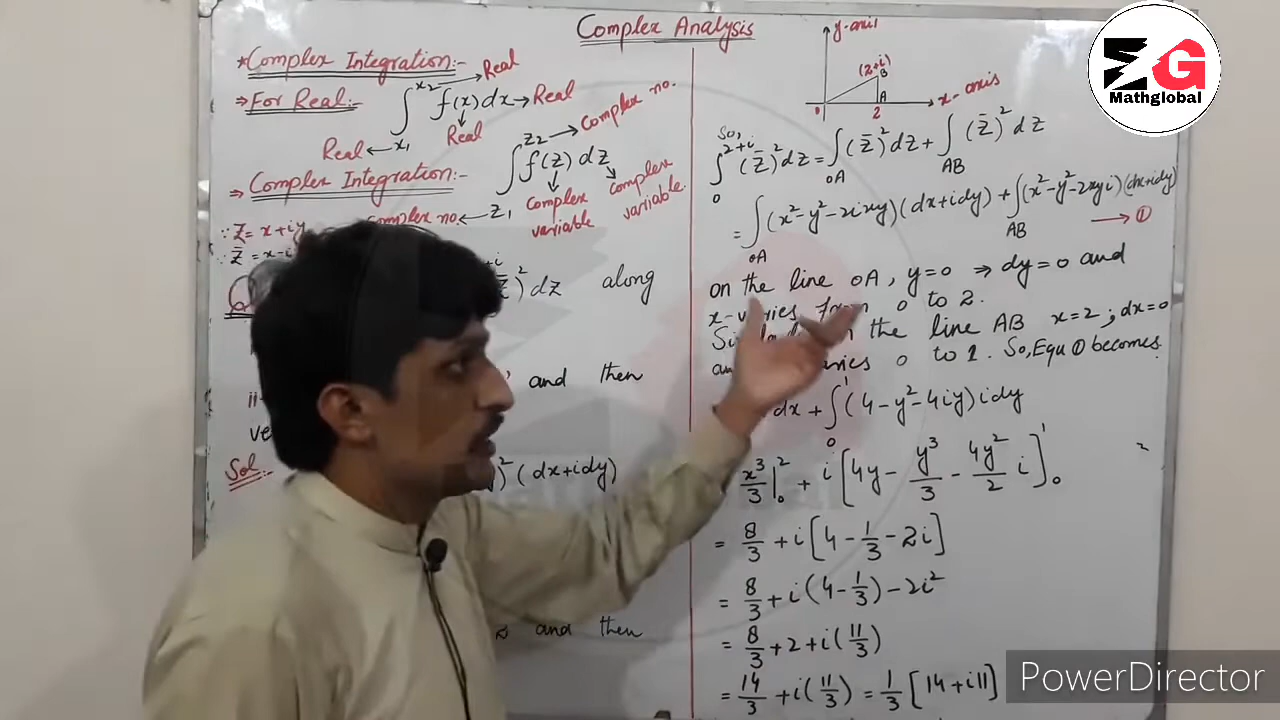 Complex Analysis
*Complex Integration:-
Real
⇒ For Real:-
∫ f(x) dx → Real
x2
Real
Real ← x1
⇒ Complex Integration:-
∫ f(z) dz
z2 → Complex no.
Complex variable
complex variable.
Complex no. ← z1
∵ z = x+iy
∵ z̄ = x-i
)² dz along
ii-
and then
ve
Sol:-
)² (dx+idy)
and then
y-axis
(2+i)
B
0 A x-axis
2
So,
∫₀^{2+i} (z̄)² dz = ∫_{OA} (z̄)² dz + ∫_{AB} (z̄)² dz
= ∫_{OA} (x²-y²-2ixy)(dx+idy) + ∫_{AB} (x²-y²-2xyi)(dx+idy)
→ ①
on the line OA, y=0 ⇒ dy=0 and
x-varies from 0 to 2.
the line AB x=2 ; dx=0
0 to 1. So, Equ ① becomes
dx + ∫₀¹ (4-y²-4iy) idy
x³/3 |₀² + i [4y - y³/3 - 4y²/2 i]₀¹
= 8/3 + i [4 - 1/3 - 2i]
= 8/3 + i (4 - 1/3) - 2i²
= 8/3 + 2 + i (11/3)
= 14/3 + i (11/3) = 1/3 [14 + i11]
Mathglobal
PowerDirector